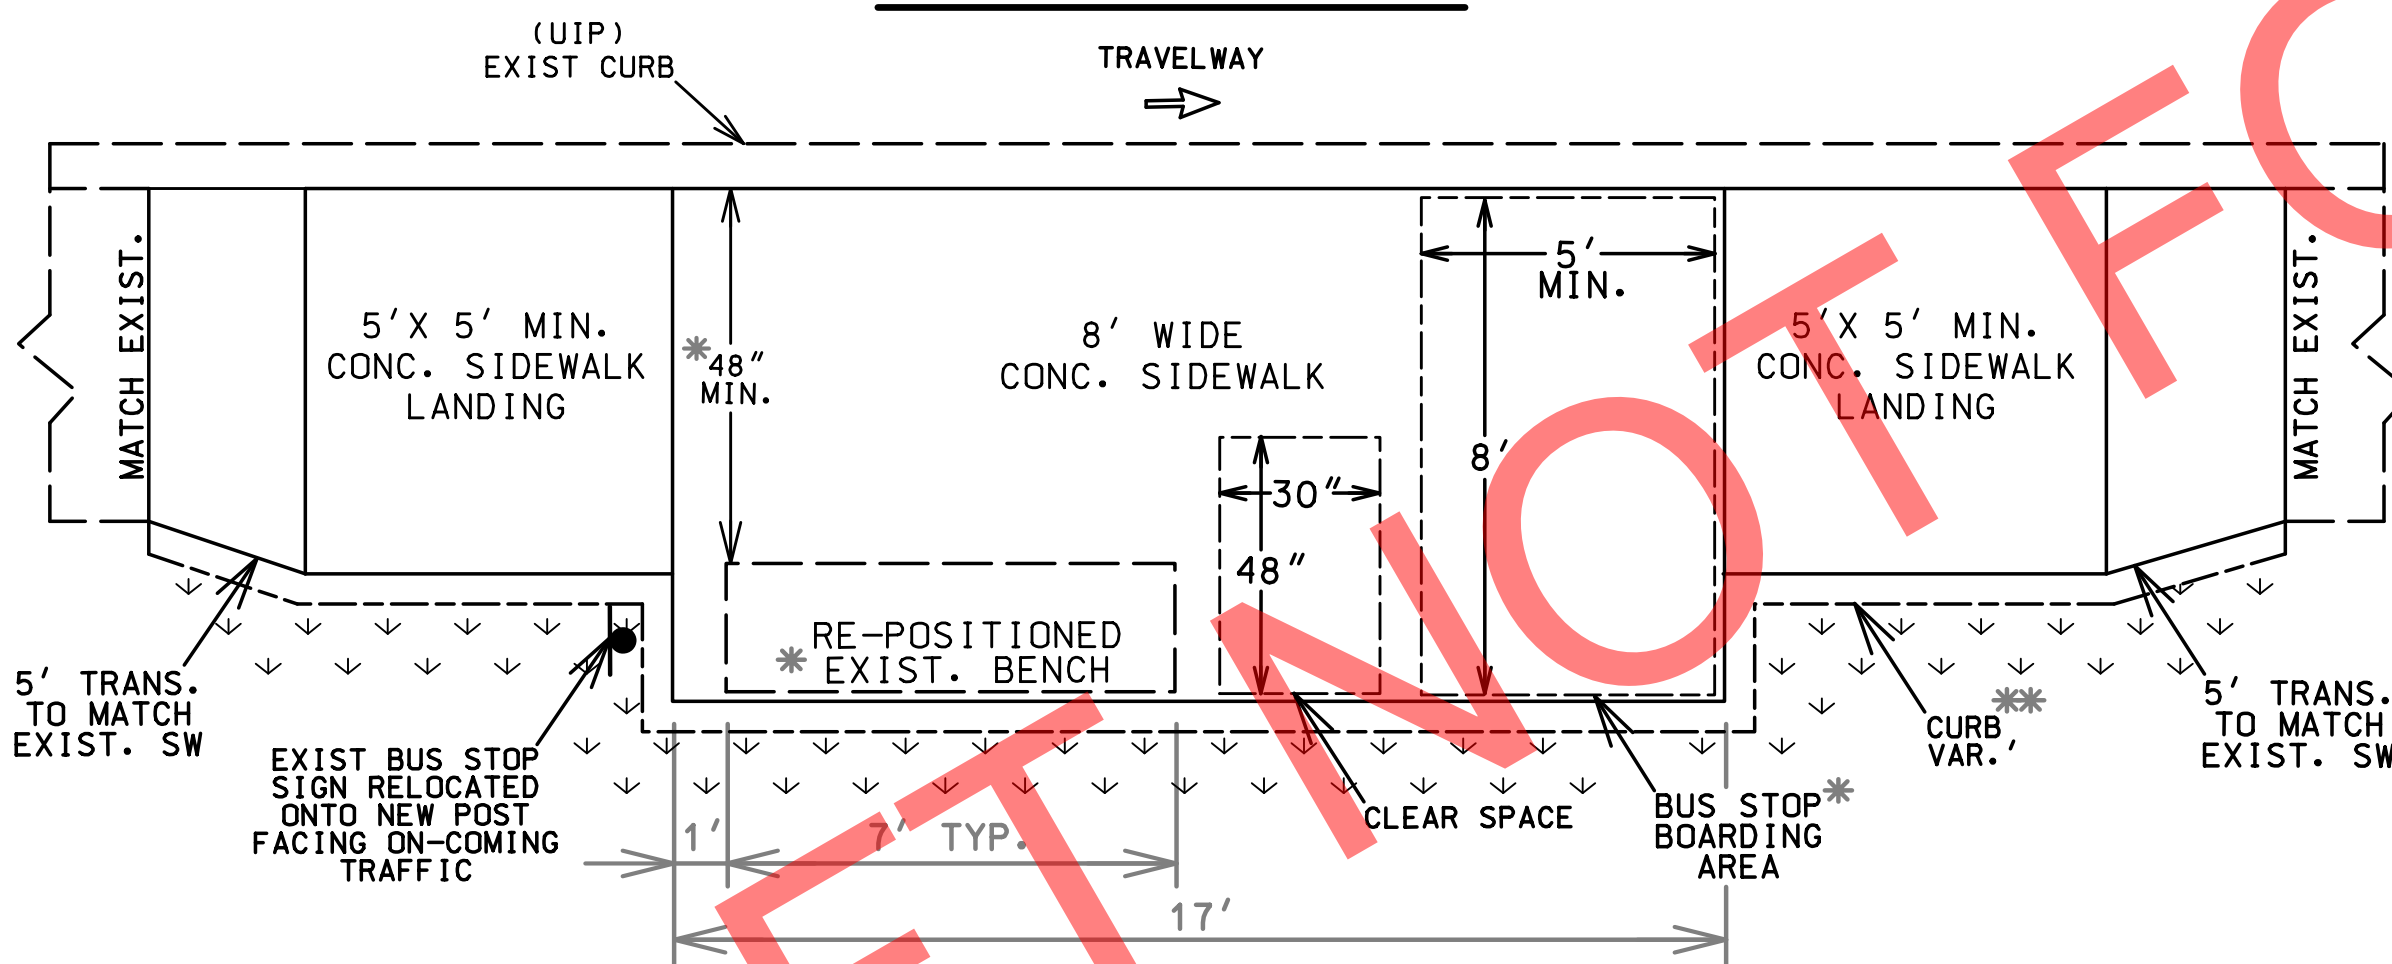 (UIP)
EXIST CURB
TRAVELWAY
MATCH EXIST.
5'X 5' MIN.
CONC. SIDEWALK
LANDING
*48"
MIN.
8' WIDE
CONC. SIDEWALK
5'
MIN.
8'
30"
48"
5'X 5' MIN.
CONC. SIDEWALK
LANDING
MATCH EXIST.
* RE-POSITIONED
EXIST. BENCH
5' TRANS.
TO MATCH
EXIST. SW
EXIST BUS STOP
SIGN RELOCATED
ONTO NEW POST
FACING ON-COMING
TRAFFIC
CLEAR SPACE
BUS STOP*
BOARDING
AREA
**
CURB
VAR.'
5' TRANS.
TO MATCH
EXIST. SW
1'
7' TYP.
17'
ET NOT FO